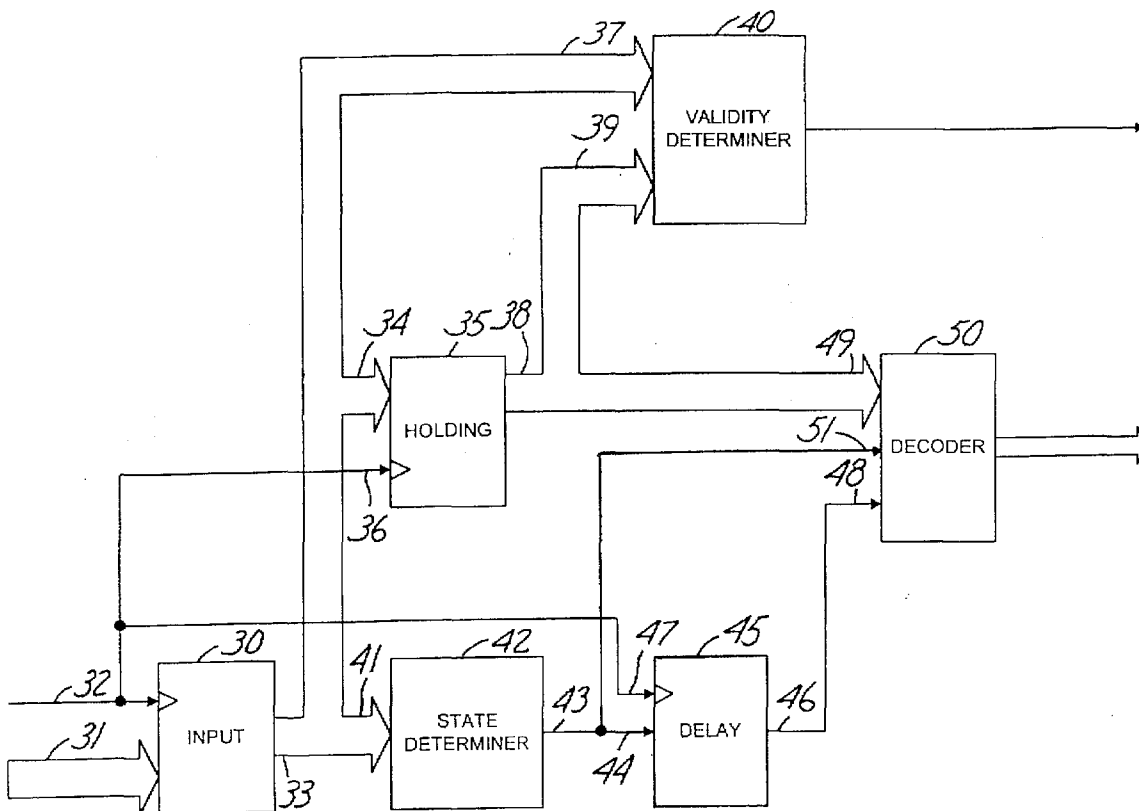 37
40
VALIDITY
DETERMINER
39
34
35
38
HOLDING
36
49
50
51
DECODER
48
32
30
31
INPUT
33
41
42
STATE
DETERMINER
43
47
45
44
DELAY
46